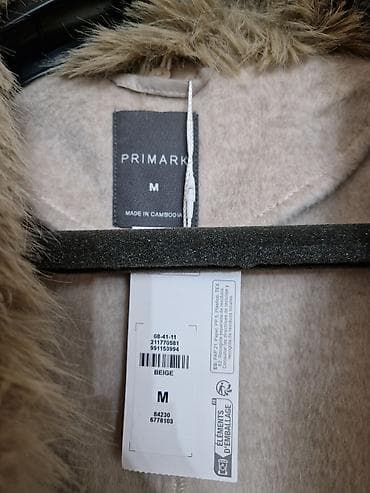 PRIMARK
M
MADE IN CAMBODIA
08-41-11
211770581
991153994
BEIGE
M
84230
6778103
ÉLÉMENTS
D'EMBALLAGE